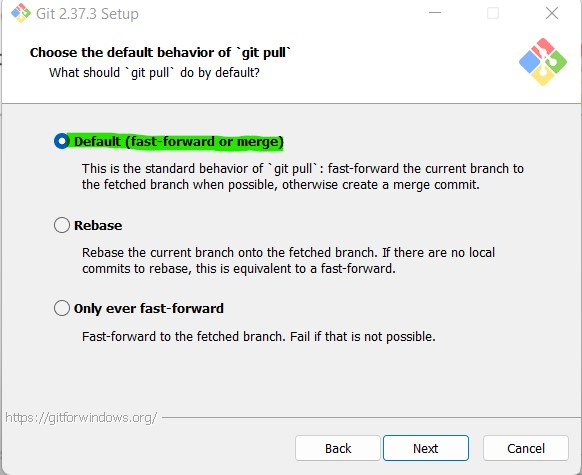 Git 2.37.3 Setup
Choose the default behavior of `git pull`
What should `git pull` do by default?
Default (fast-forward or merge)
This is the standard behavior of `git pull`: fast-forward the current branch to
the fetched branch when possible, otherwise create a merge commit.
Rebase
Rebase the current branch onto the fetched branch. If there are no local
commits to rebase, this is equivalent to a fast-forward.
Only ever fast-forward
Fast-forward to the fetched branch. Fail if that is not possible.
https://gitforwindows.org/
Back
Next
Cancel